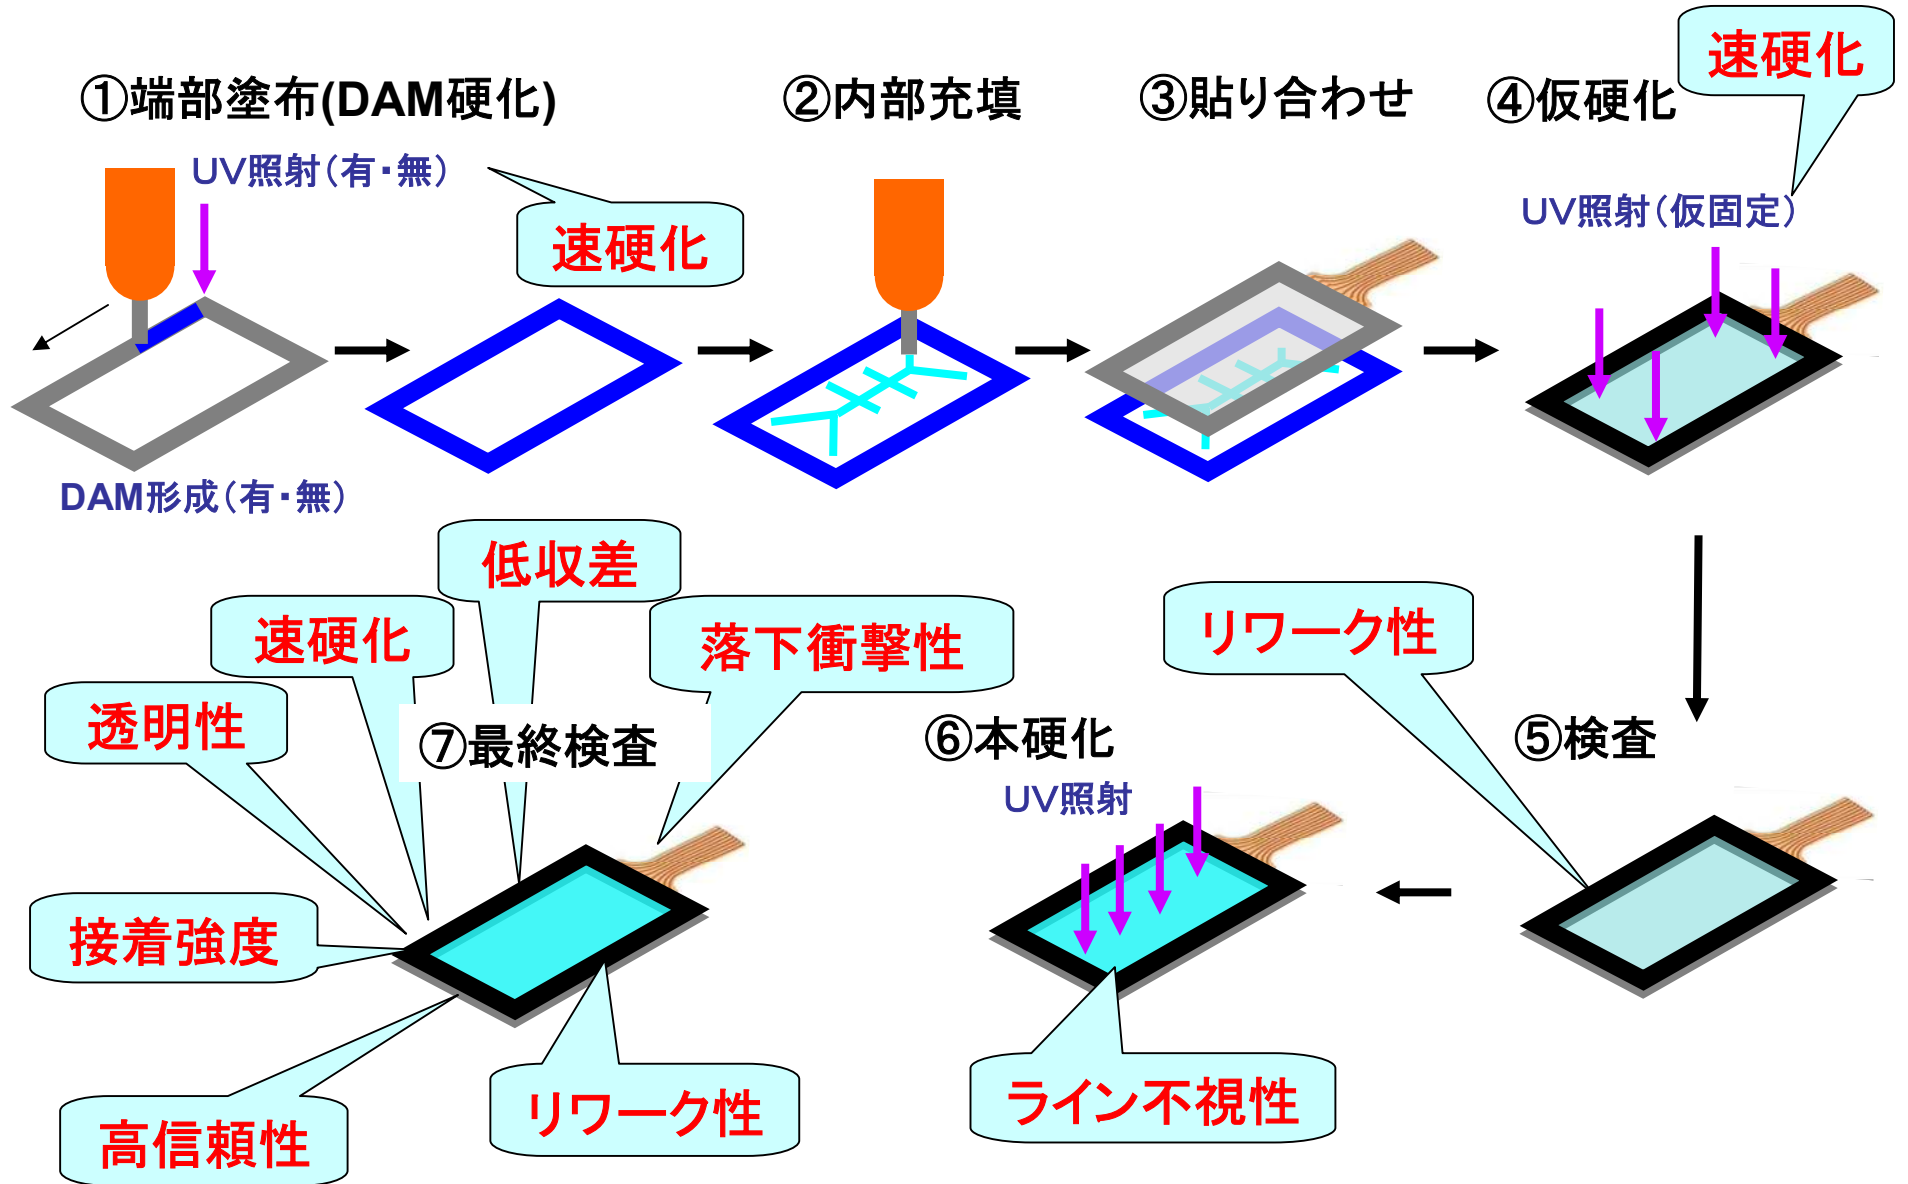 ①端部塗布(DAM硬化)
UV照射(有・無)
速硬化
DAM形成(有・無)
②内部充填
③貼り合わせ
④仮硬化
速硬化
UV照射(仮固定)
⑤検査
リワーク性
⑥本硬化
UV照射
ライン不視性
⑦最終検査
低収差
速硬化
落下衝撃性
透明性
接着強度
高信頼性
リワーク性